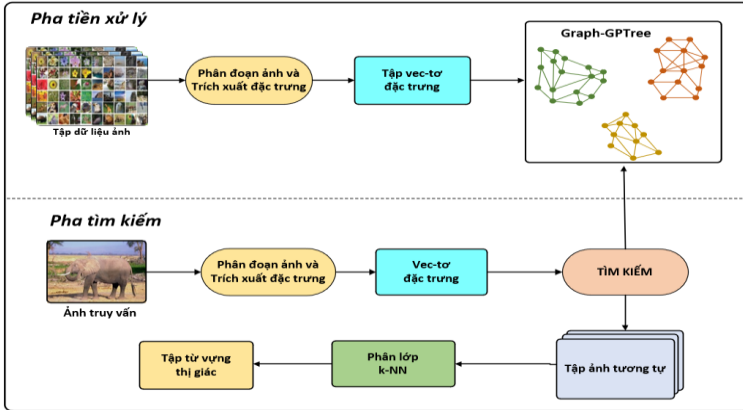 Pha tiền xử lý
Graph-GPTree
Phân đoạn ảnh và
Trích xuất đặc trưng
Tập vec-tơ
đặc trưng
Tập dữ liệu ảnh
Pha tìm kiếm
Phân đoạn ảnh và
Trích xuất đặc trưng
Vec-tơ
đặc trưng
TÌM KIẾM
Ảnh truy vấn
Tập từ vựng
thị giác
Phân lớp
k-NN
Tập ảnh tương tự